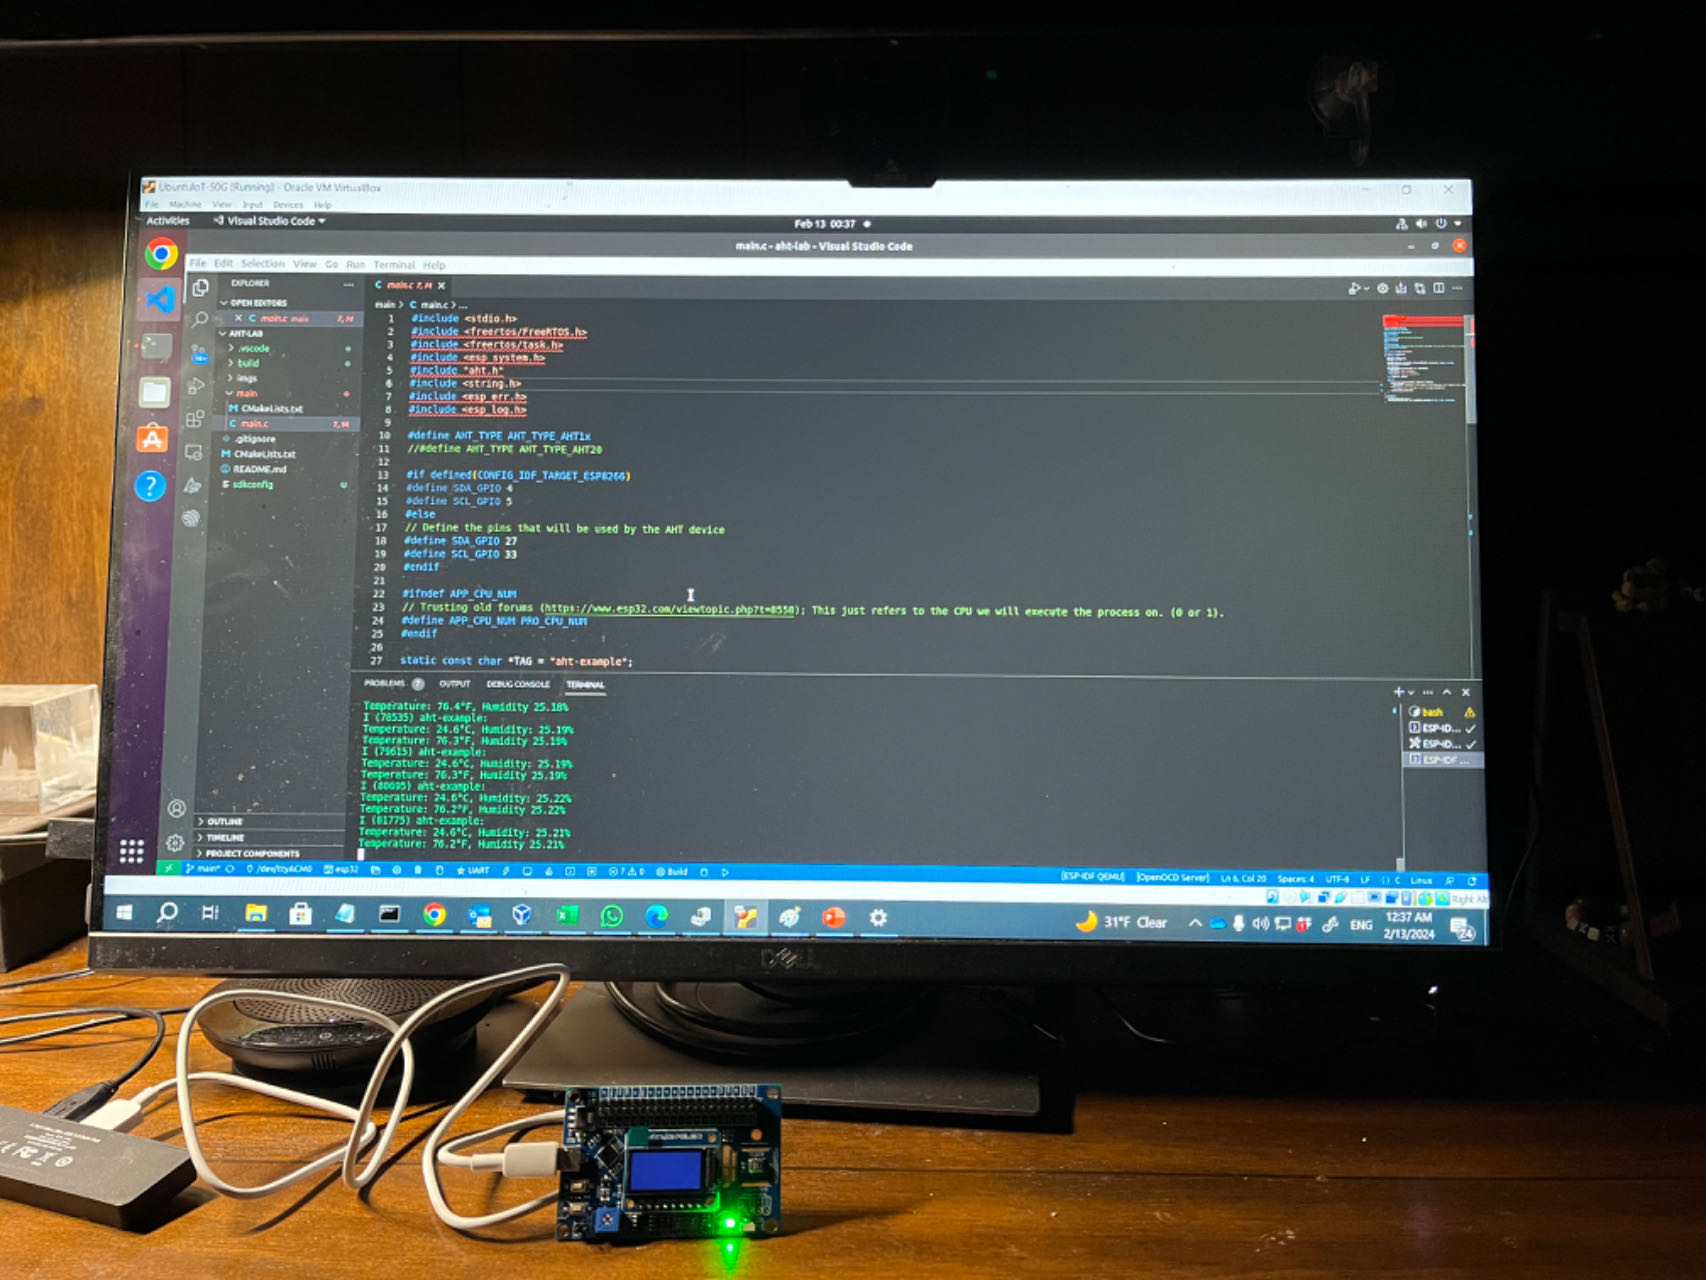 UbuntuIoT-50G (Running) - Oracle VM VirtualBox
File Machine View Input Devices Help
Activities Visual Studio Code Feb 13 00:37
main.c - aht-lab - Visual Studio Code
File Edit Selection View Go Run Terminal Help
EXPLORER
OPEN EDITORS
C main.c main 7, M
AHT-LAB
.vscode
build
imgs
main
M CMakeLists.txt
C main.c 7, M
.gitignore
M CMakeLists.txt
README.md
sdkconfig U
OUTLINE
TIMELINE
PROJECT COMPONENTS
C main.c 7, M
main > C main.c > ...
1 #include <stdio.h>
2 #include <freertos/FreeRTOS.h>
3 #include <freertos/task.h>
4 #include <esp_system.h>
5 #include "aht.h"
6 #include <string.h>
7 #include <esp_err.h>
8 #include <esp_log.h>
9
10 #define AHT_TYPE AHT_TYPE_AHT1x
11 //#define AHT_TYPE AHT_TYPE_AHT20
12
13 #if defined(CONFIG_IDF_TARGET_ESP8266)
14 #define SDA_GPIO 4
15 #define SCL_GPIO 5
16 #else
17 // Define the pins that will be used by the AHT device
18 #define SDA_GPIO 27
19 #define SCL_GPIO 33
20 #endif
21
22 #ifndef APP_CPU_NUM
23 // Trusting old forums (https://www.esp32.com/viewtopic.php?t=8558); This just refers to the CPU we will execute the process on. (0 or 1).
24 #define APP_CPU_NUM PRO_CPU_NUM
25 #endif
26
27 static const char *TAG = "aht-example";
PROBLEMS 7 OUTPUT DEBUG CONSOLE TERMINAL
Temperature: 76.4°F, Humidity 25.18%
I (78535) aht-example:
Temperature: 24.6°C, Humidity: 25.19%
Temperature: 76.3°F, Humidity 25.19%
I (79615) aht-example:
Temperature: 24.6°C, Humidity: 25.19%
Temperature: 76.3°F, Humidity 25.19%
I (80695) aht-example:
Temperature: 24.6°C, Humidity: 25.22%
Temperature: 76.2°F, Humidity 25.22%
I (81775) aht-example:
Temperature: 24.6°C, Humidity: 25.21%
Temperature: 76.2°F, Humidity 25.21%
bash
ESP-ID...
ESP-ID...
ESP-IDF ...
main* /dev/ttyACM0 esp32 UART 7 0 Build [ESP-IDF QEMU] [OpenOCD Server] Ln 6, Col 20 Spaces: 4 UTF-8 LF C Linux
Right Alt
31°F Clear ENG 12:37 AM
2/13/2024 24
DELL